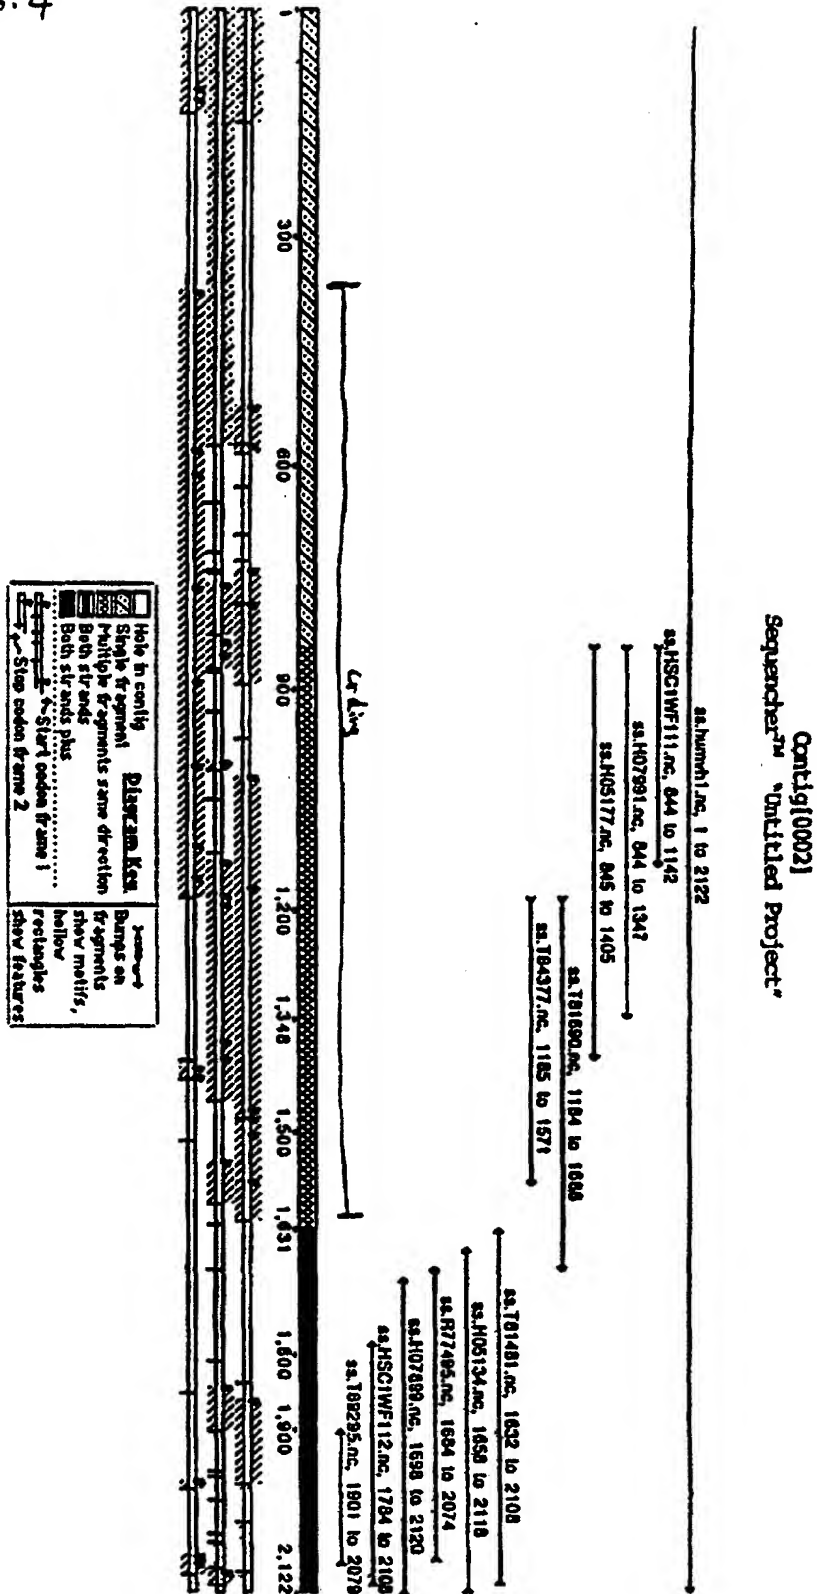 Contig[0002]
Sequencher™ "Untitled Project"
ss.humvh1.nc, 1 to 2122
ss.HSC1WF111.nc, 844 to 1142
ss.H07991.nc, 844 to 1347
ss.H05177.nc, 845 to 1405
ss.T81690.nc, 1184 to 1688
ss.T84377.nc, 1185 to 1571
ss.T81481.nc, 1632 to 2108
ss.H05134.nc, 1658 to 2118
ss.R77495.nc, 1684 to 2074
ss.H07899.nc, 1698 to 2120
ss.HSC1WF112.nc, 1784 to 2108
ss.T89295.nc, 1901 to 2079
Coding
1 300 600 900 1,200 1,348 1,500 1,631 1,800 1,900 2,122
Diagram Key
Hole in contig
Single fragment
Multiple fragments same direction
Both strands
Both strands plus
Start codon frame 1
Stop codon frame 2
Bumps on
fragments
show motifs,
hollow
rectangles
show features